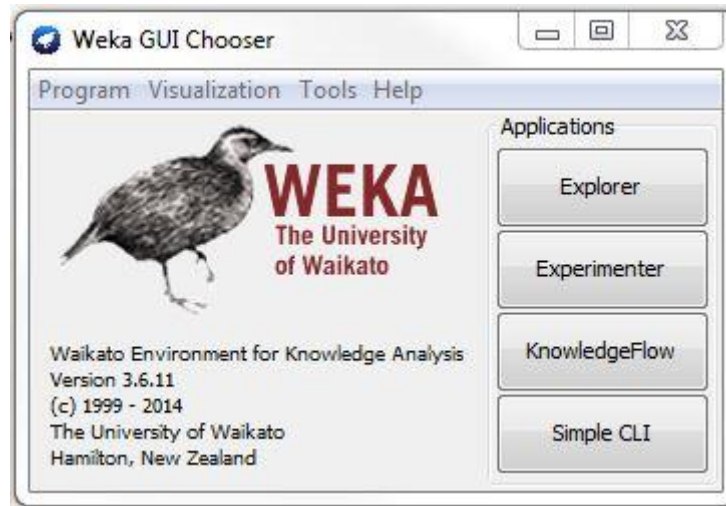 Weka GUI Chooser
Program Visualization Tools Help
WEKA
The University
of Waikato
Waikato Environment for Knowledge Analysis
Version 3.6.11
(c) 1999 - 2014
The University of Waikato
Hamilton, New Zealand
Applications
Explorer
Experimenter
KnowledgeFlow
Simple CLI